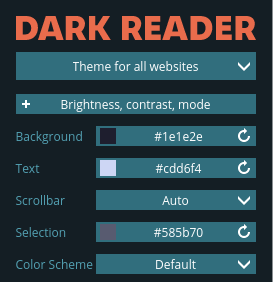 DARK READER
Theme for all websites
+ Brightness, contrast, mode
Background #1e1e2e
Text #cdd6f4
Scrollbar Auto
Selection #585b70
Color Scheme Default